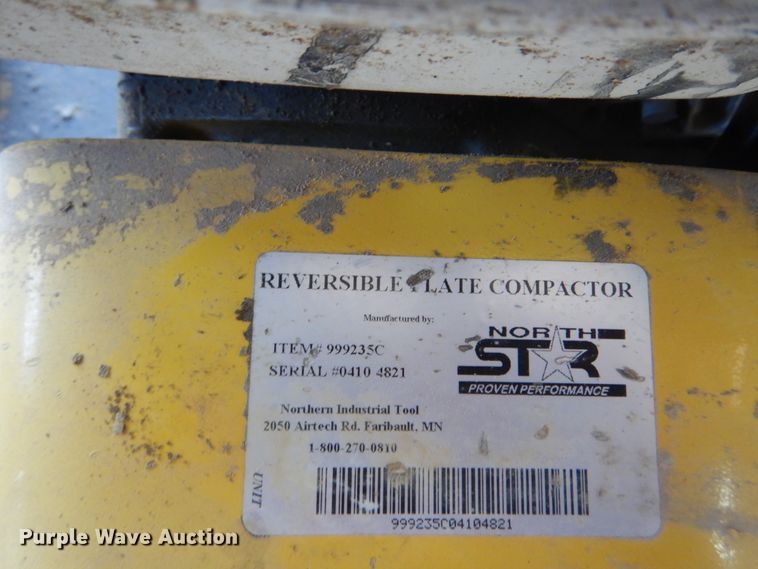 REVERSIBLE PLATE COMPACTOR
Manufactured by:
NORTH
STAR
PROVEN PERFORMANCE
ITEM# 999235C
SERIAL #0410 4821
Northern Industrial Tool
2050 Airtech Rd. Faribault, MN
1-800-270-0810
UNIT
999235C04104821
Purple Wave Auction